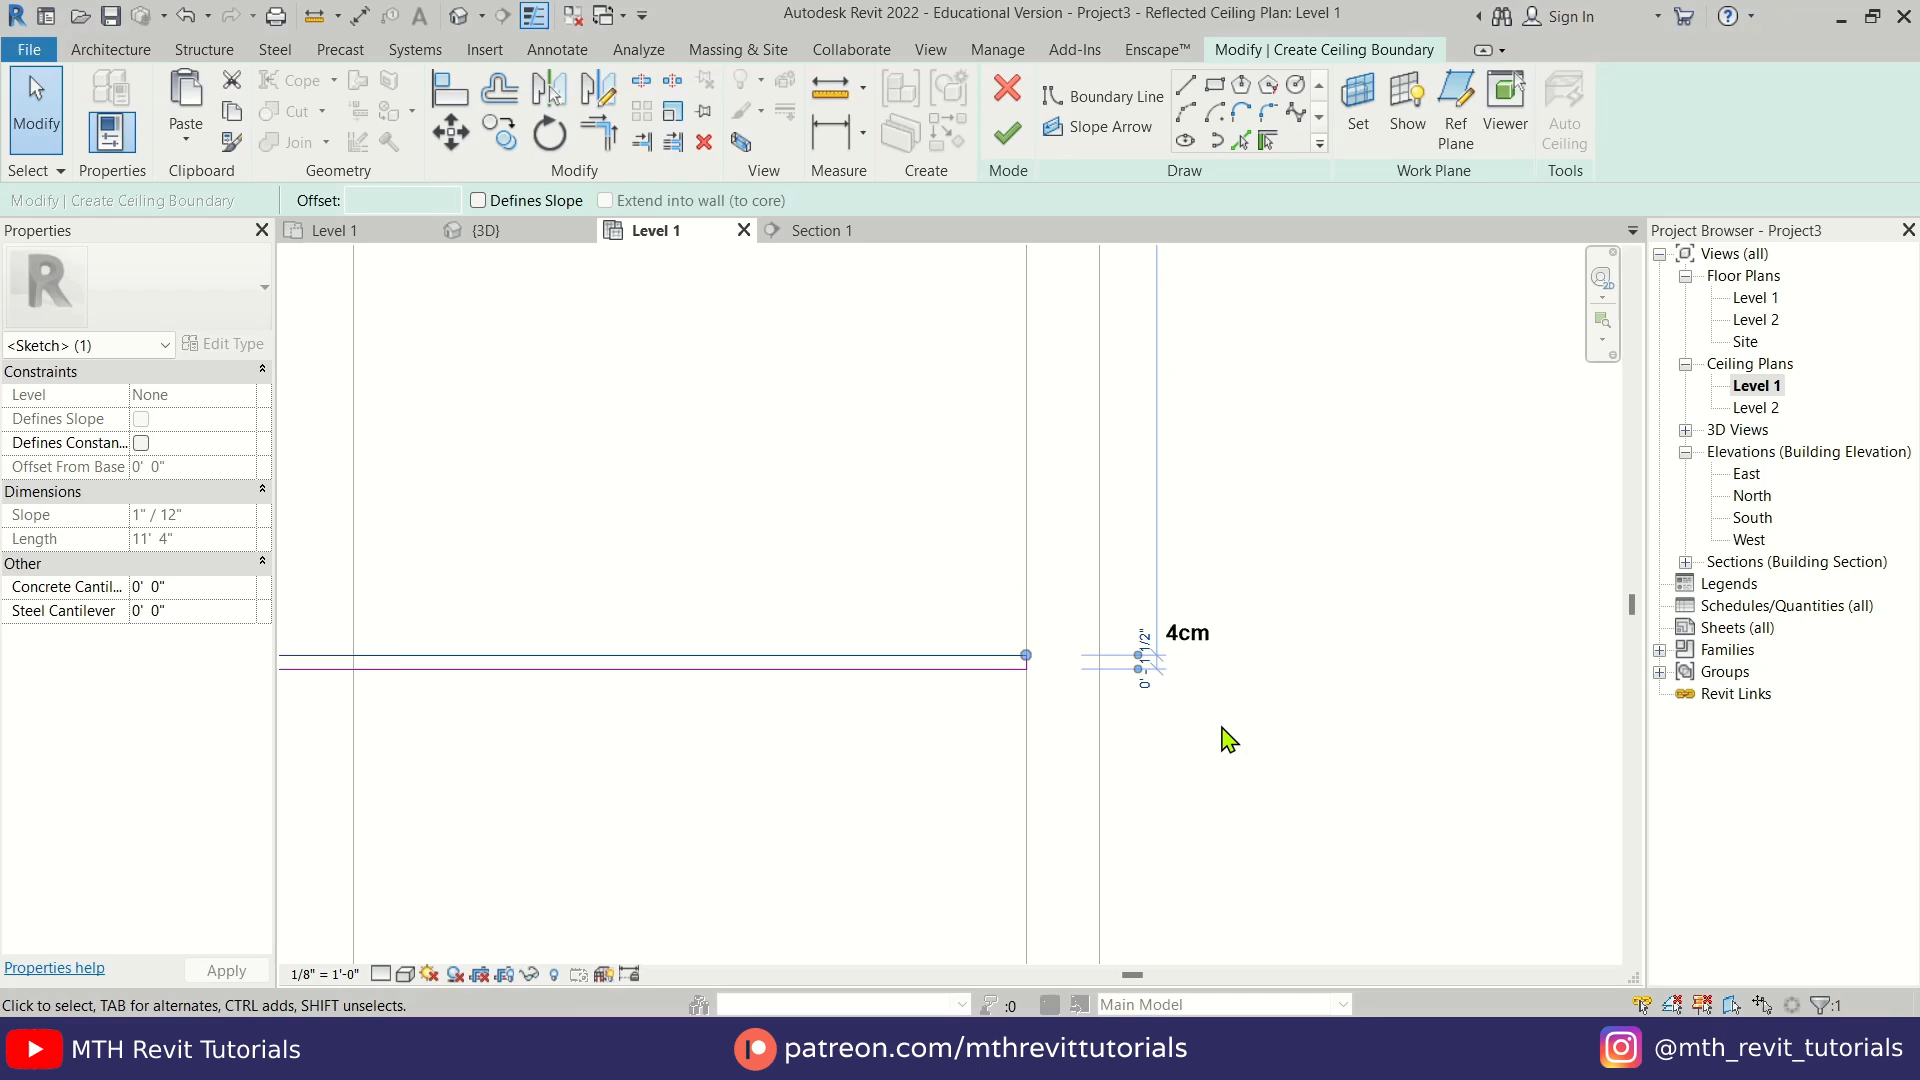 Autodesk Revit 2022 - Educational Version - Project3 - Reflected Ceiling Plan: Level 1
Sign In
File Architecture Structure Steel Precast Systems Insert Annotate Analyze Massing & Site Collaborate View Manage Add-Ins Enscape™ Modify | Create Ceiling Boundary
Modify
Paste
Cope
Cut
Join
Boundary Line
Slope Arrow
Set
Show
Ref
Plane
Viewer
Auto
Ceiling
Select Properties Clipboard Geometry Modify View Measure Create Mode Draw Work Plane Tools
Modify | Create Ceiling Boundary Offset: Defines Slope Extend into wall (to core)
Properties
Level 1 {3D} Level 1 Section 1
Project Browser - Project3
R
<Sketch> (1) Edit Type
Constraints
Level None
Defines Slope
Defines Constan...
Offset From Base 0' 0"
Dimensions
Slope 1" / 12"
Length 11' 4"
Other
Concrete Cantil... 0' 0"
Steel Cantilever 0' 0"
Properties help Apply
2D
4cm
0' - 1 1/2"
Views (all)
Floor Plans
Level 1
Level 2
Site
Ceiling Plans
Level 1
Level 2
3D Views
Elevations (Building Elevation)
East
North
South
West
Sections (Building Section)
Legends
Schedules/Quantities (all)
Sheets (all)
Families
Groups
Revit Links
1/8" = 1'-0"
Click to select, TAB for alternates, CTRL adds, SHIFT unselects.
:0
Main Model
:1
MTH Revit Tutorials
patreon.com/mthrevittutorials
@mth_revit_tutorials